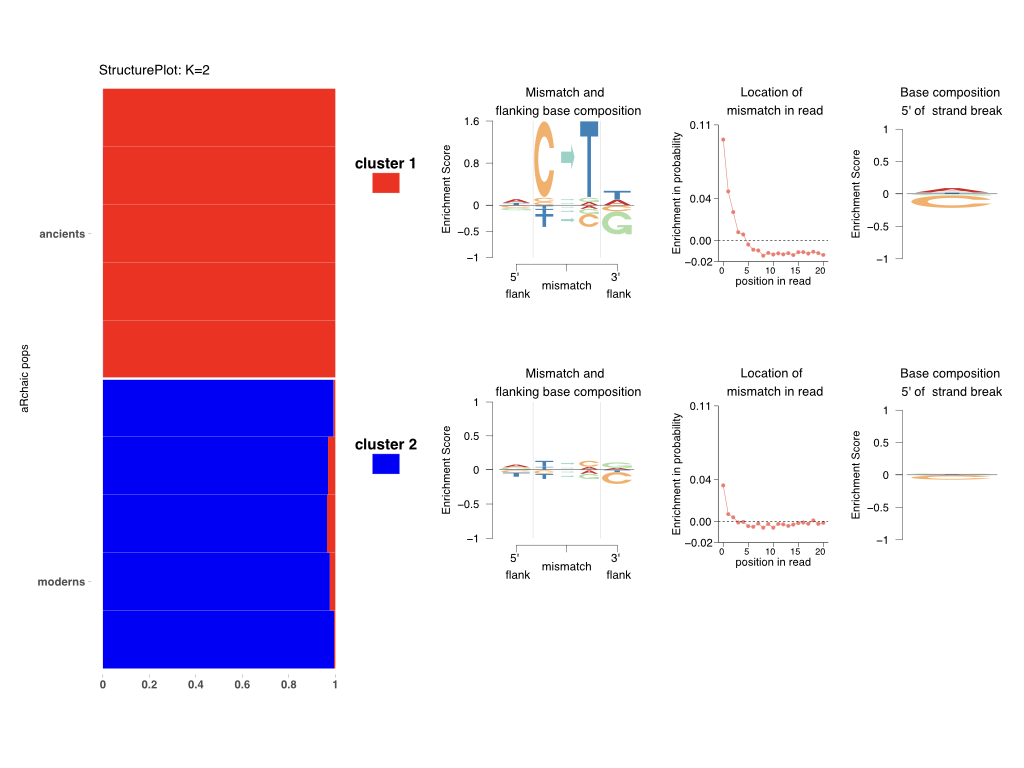 StructurePlot: K=2
aRchaic pops
ancients
moderns
0 0.2 0.4 0.6 0.8 1
cluster 1
Mismatch and
flanking base composition
Enrichment Score
1.6
0.8
0
−0.5
−1
C T
T C G
5'
flank
mismatch
3'
flank
Location of
mismatch in read
Enrichment in probability
0.11
0.04
0.00
−0.02
0 5 10 15 20
position in read
Base composition
5' of strand break
Enrichment Score
1
0.5
0
−0.5
−1
C
cluster 2
Mismatch and
flanking base composition
Enrichment Score
1
0.5
0
−0.5
−1
5'
flank
mismatch
3'
flank
Location of
mismatch in read
Enrichment in probability
0.11
0.04
0.00
−0.02
0 5 10 15 20
position in read
Base composition
5' of strand break
Enrichment Score
1
0.5
0
−0.5
−1